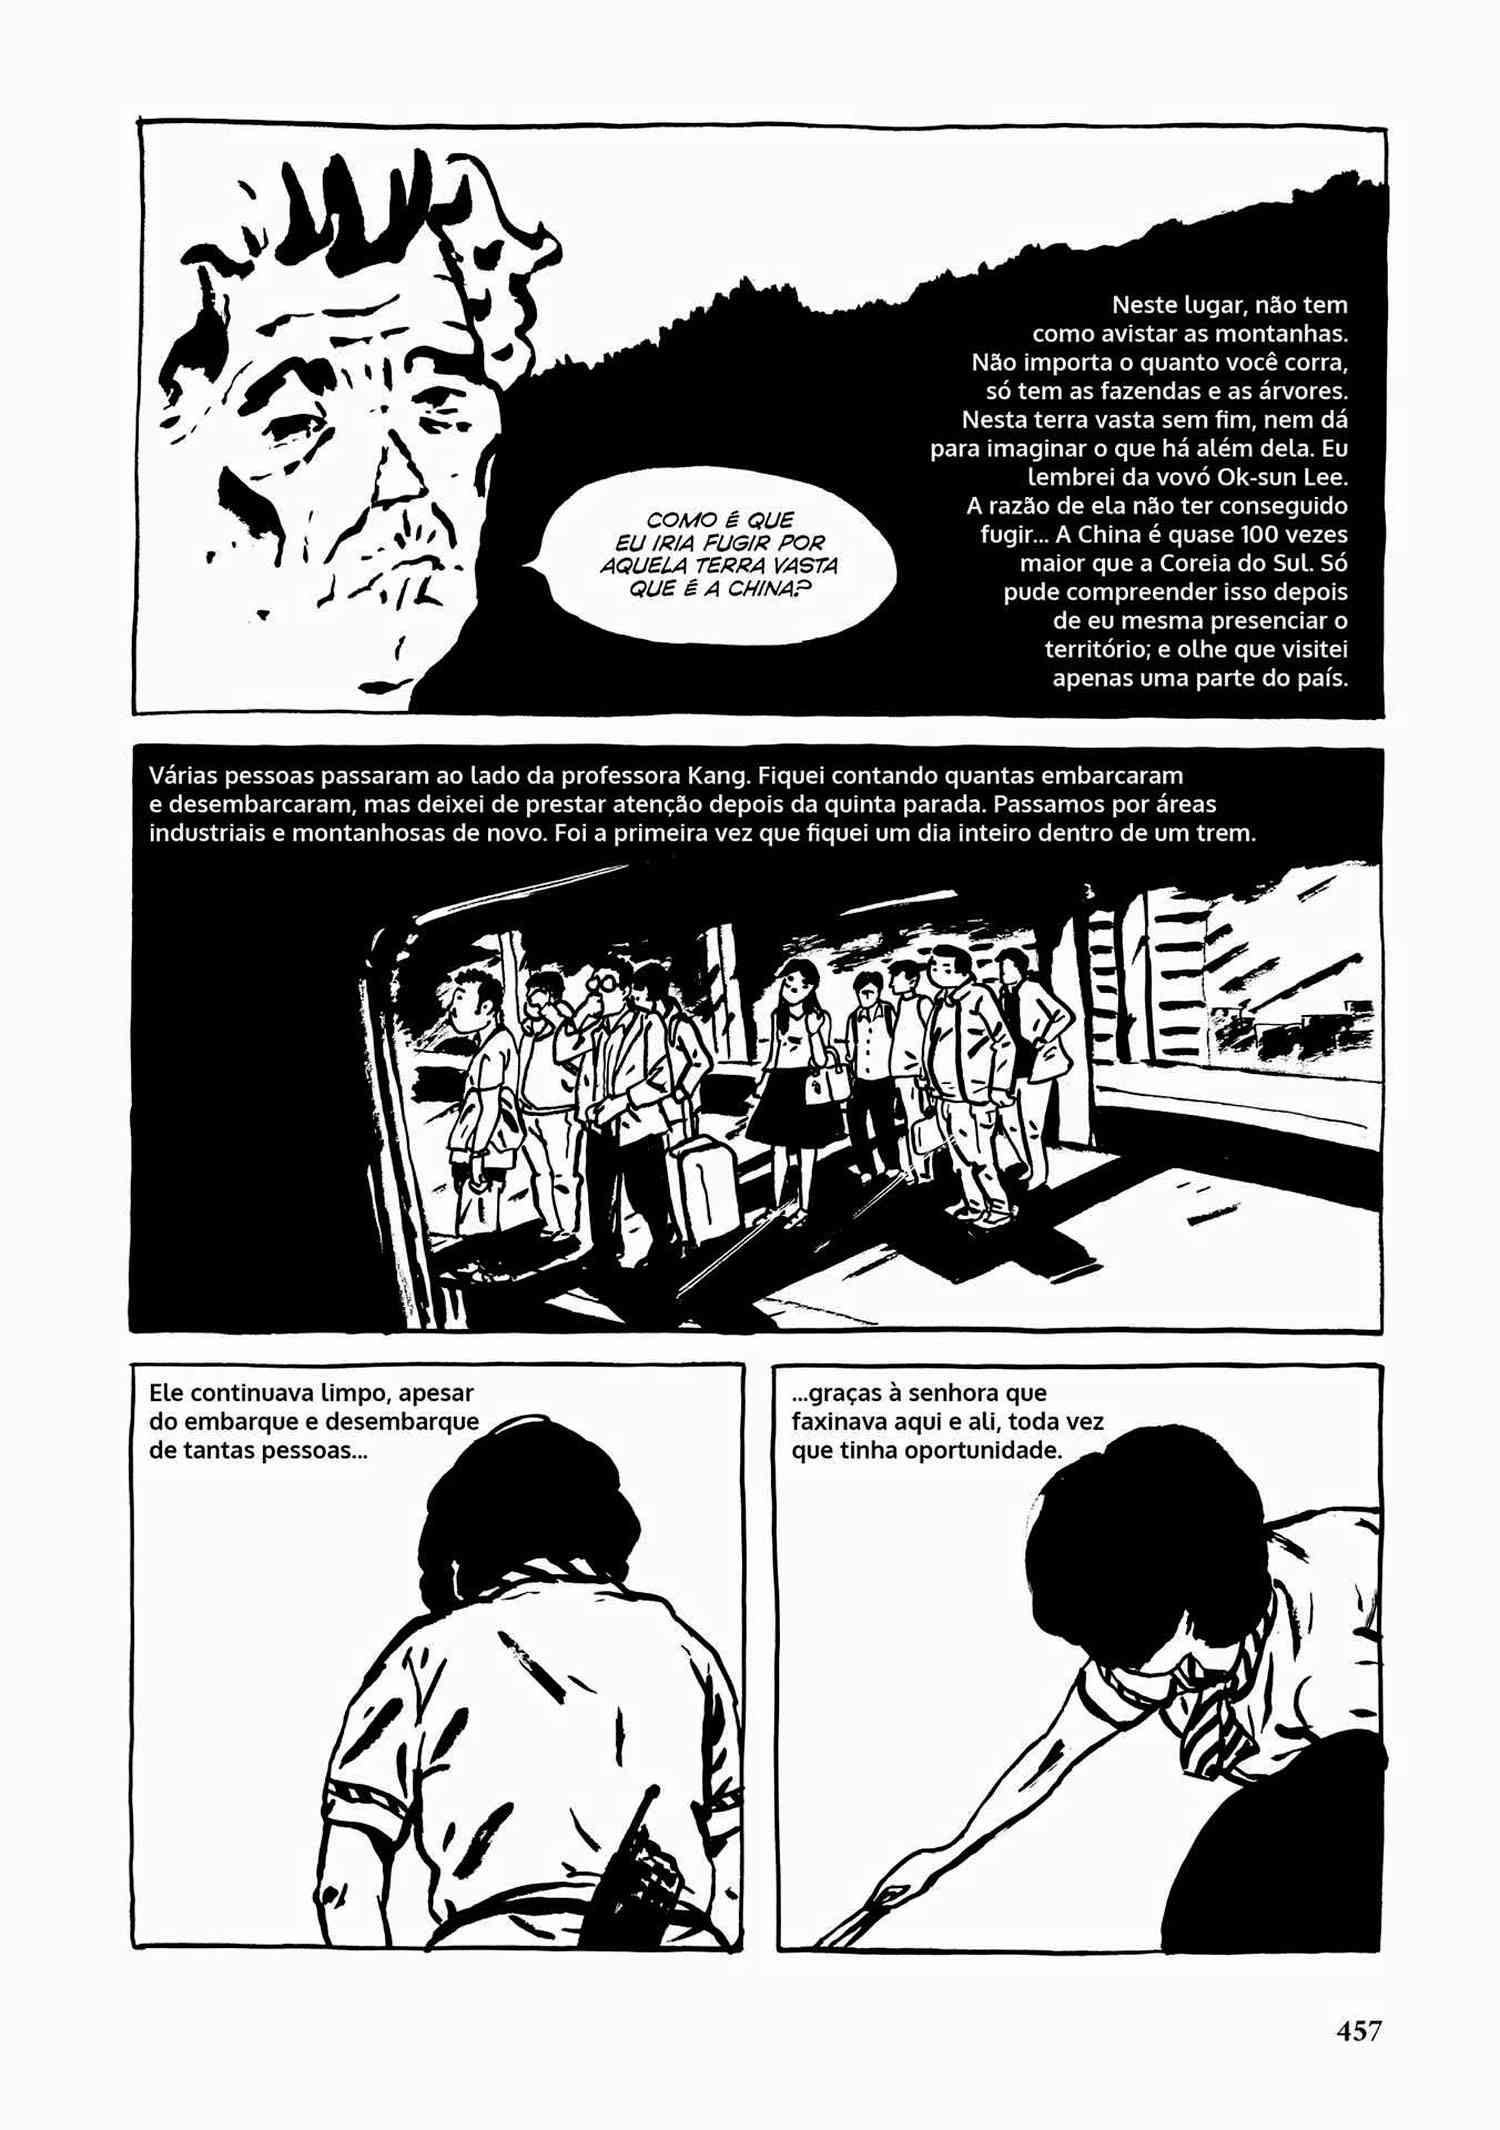 Neste lugar, não tem
como avistar as montanhas.
Não importa o quanto você corra,
só tem as fazendas e as árvores.
Nesta terra vasta sem fim, nem dá
para imaginar o que há além dela. Eu
lembrei da vovó Ok-sun Lee.
A razão de ela não ter conseguido
fugir... A China é quase 100 vezes
maior que a Coreia do Sul. Só
pude compreender isso depois
de eu mesma presenciar o
território; e olhe que visitei
apenas uma parte do país.
COMO É QUE
EU IRIA FUGIR POR
AQUELA TERRA VASTA
QUE É A CHINA?
Várias pessoas passaram ao lado da professora Kang. Fiquei contando quantas embarcaram
e desembarcaram, mas deixei de prestar atenção depois da quinta parada. Passamos por áreas
industriais e montanhosas de novo. Foi a primeira vez que fiquei um dia inteiro dentro de um trem.
Ele continuava limpo, apesar
do embarque e desembarque
de tantas pessoas...
...graças à senhora que
faxinava aqui e ali, toda vez
que tinha oportunidade.
457